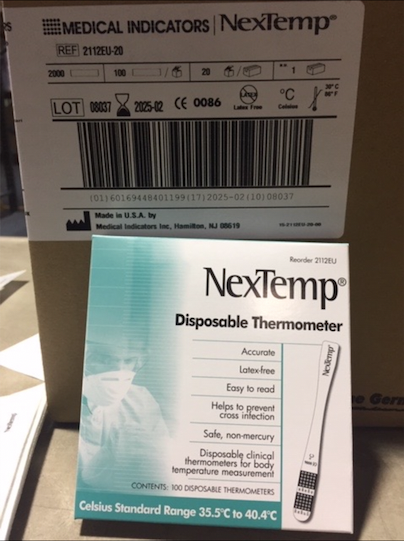 MEDICAL INDICATORS | NexTemp®
REF 2112EU-20
2000 100 20 ** 1
LOT 08037 2025-02 CE 0086 LATEX Latex Free °C Celsius 30°C 86°F
(01)60169448401199(17)2025-02(10)08037
Made in U.S.A. by
Medical Indicators Inc, Hamilton, NJ 08619
Reorder 2112EU
NexTemp®
Disposable Thermometer
Accurate
Latex-free
Easy to read
Helps to prevent
cross infection
Safe, non-mercury
Disposable clinical
thermometers for body
temperature measurement
CONTENTS: 100 DISPOSABLE THERMOMETERS
Celsius Standard Range 35.5°C to 40.4°C
NexTemp®